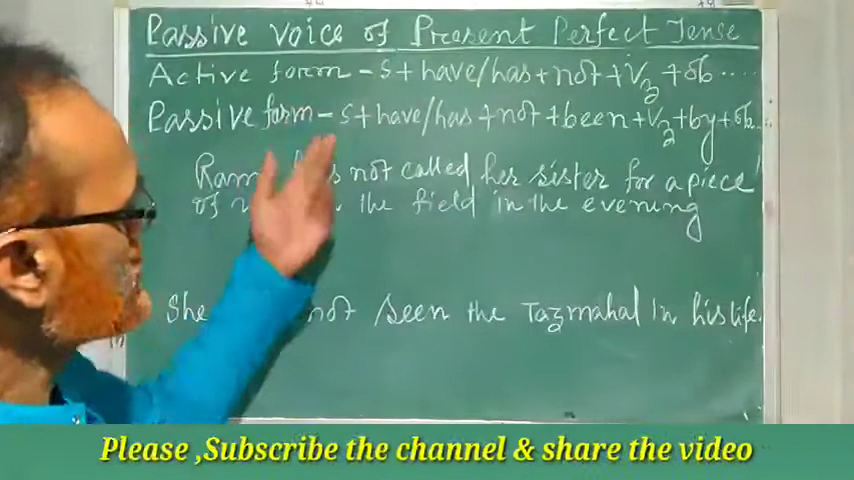 Passive voice of Present Perfect Tense
Active form - S + have/has + not + V3 + ob ....
Passive form - S + have/has + not + been + V3 + by + ob..
Ram not called her sister for a piece
of the field in the evening
She not seen the Tazmahal in his life.
Please ,Subscribe the channel & share the video